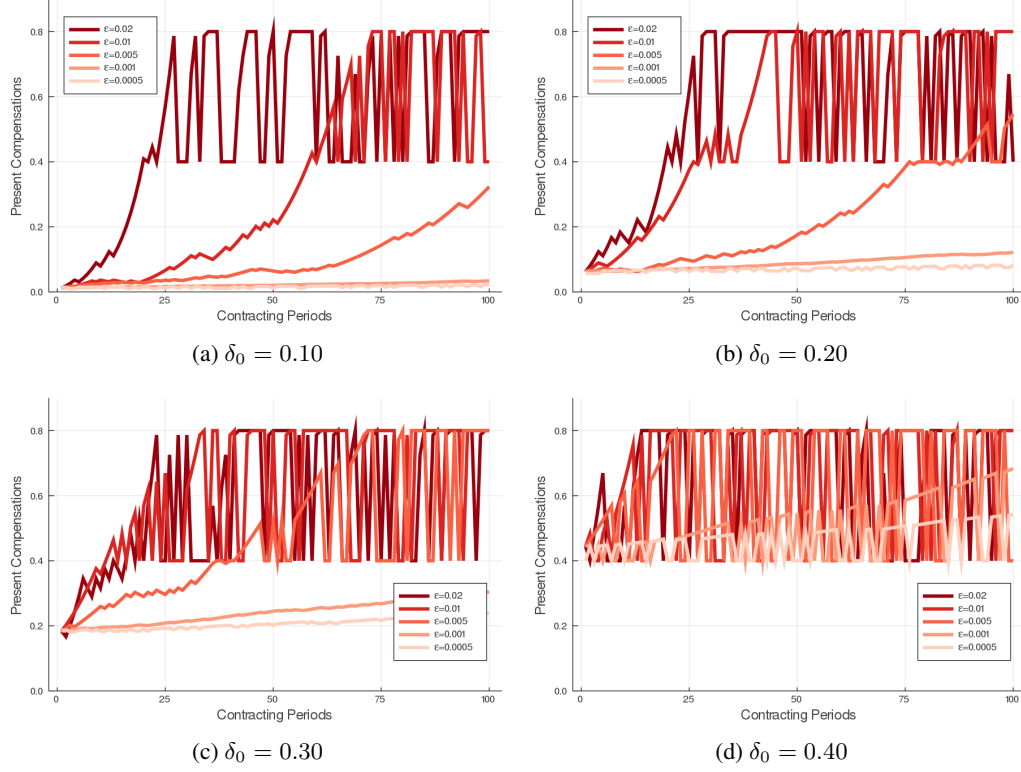 ε=0.02
ε=0.01
ε=0.005
ε=0.001
ε=0.0005
Present Compensations
0.8
0.6
0.4
0.2
0.0
0 25 50 75 100
Contracting Periods
(a) δ₀ = 0.10
ε=0.02
ε=0.01
ε=0.005
ε=0.001
ε=0.0005
Present Compensations
0.8
0.6
0.4
0.2
0.0
0 25 50 75 100
Contracting Periods
(b) δ₀ = 0.20
Present Compensations
0.8
0.6
0.4
0.2
0.0
ε=0.02
ε=0.01
ε=0.005
ε=0.001
ε=0.0005
0 25 50 75 100
Contracting Periods
(c) δ₀ = 0.30
Present Compensations
0.8
0.6
0.4
0.2
0.0
ε=0.02
ε=0.01
ε=0.005
ε=0.001
ε=0.0005
0 25 50 75 100
Contracting Periods
(d) δ₀ = 0.40